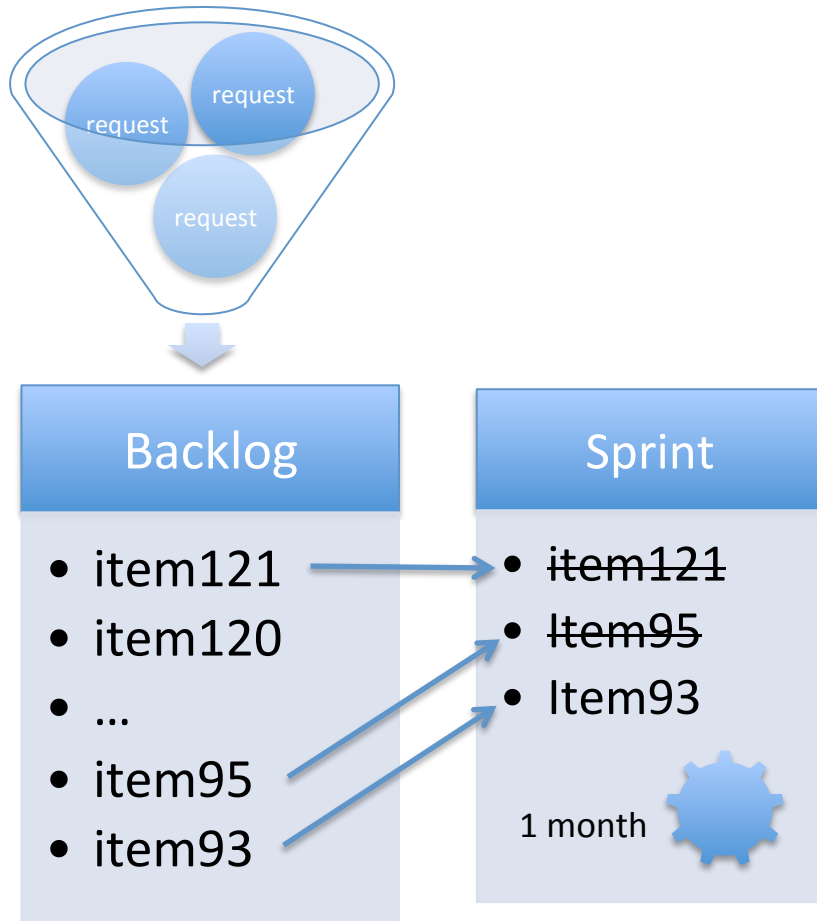 request
request
request
Backlog
• item121
• item120
• ...
• item95
• item93
Sprint
• item121
• Item95
• Item93
1 month